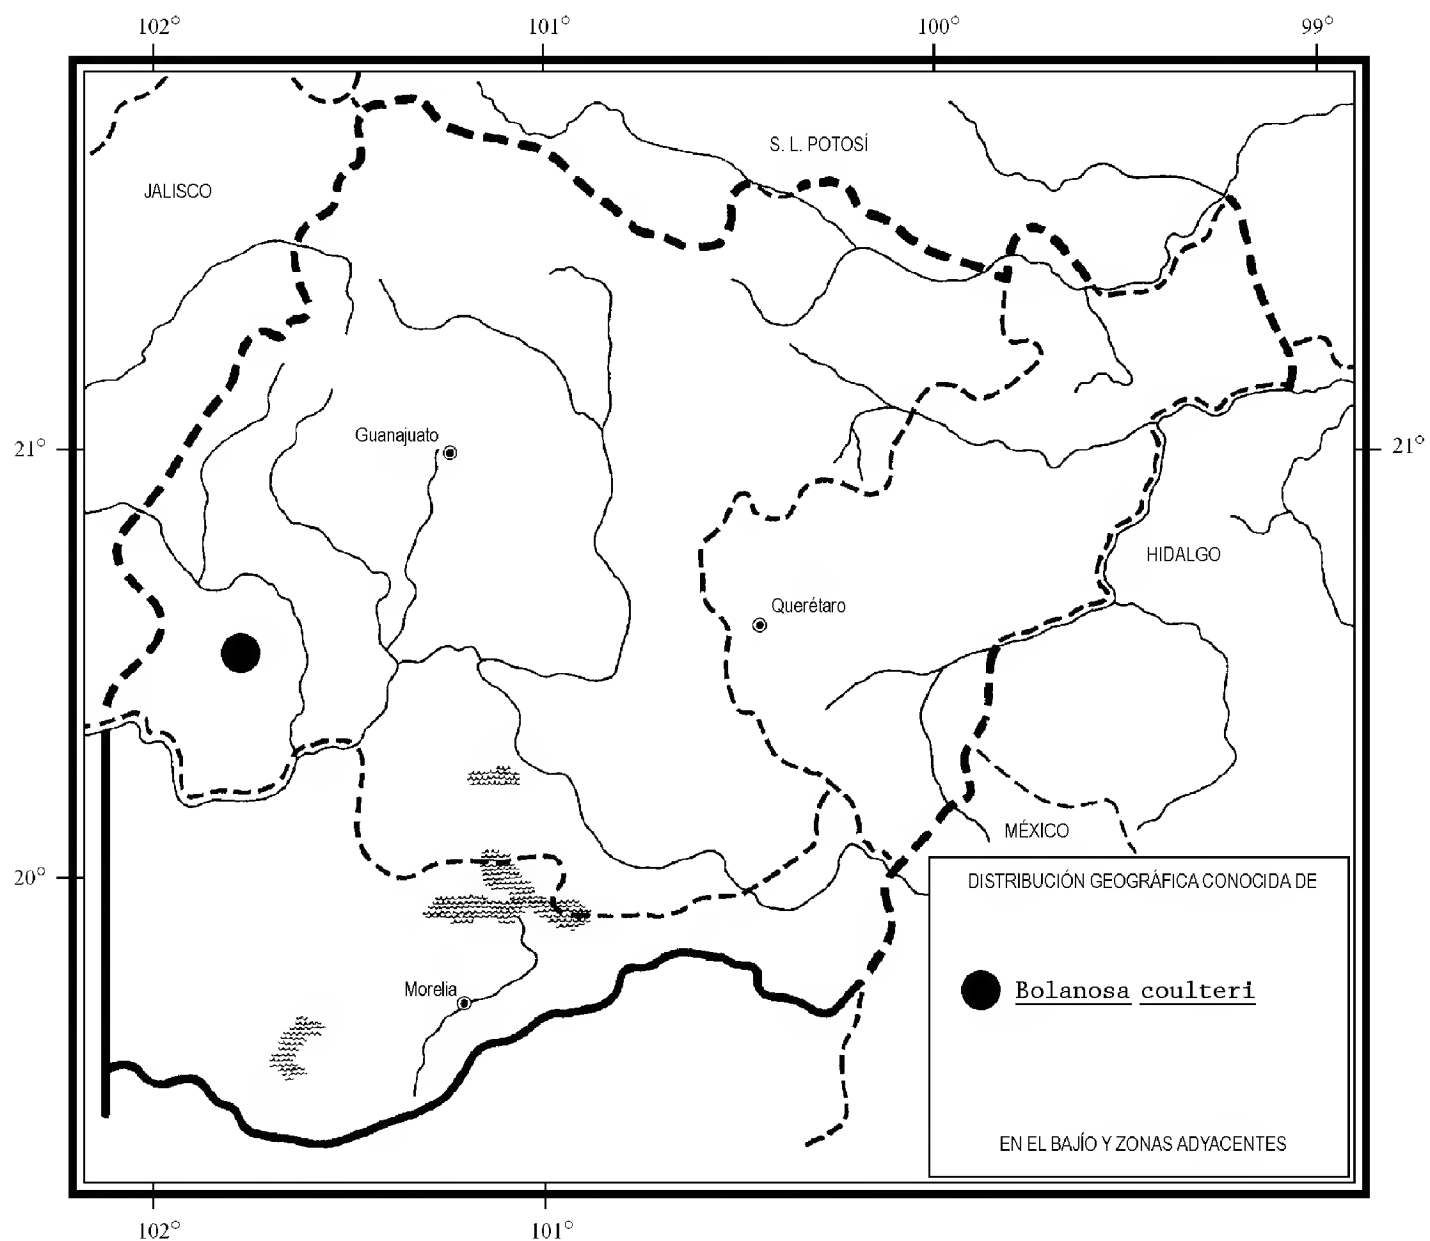 102° 101° 100° 99°
S. L. POTOSÍ
JALISCO
Guanajuato
21° 21°
HIDALGO
Querétaro
MÉXICO
20°
DISTRIBUCIÓN GEOGRÁFICA CONOCIDA DE
Bolanosa coulteri
Morelia
EN EL BAJÍO Y ZONAS ADYACENTES
102° 101°